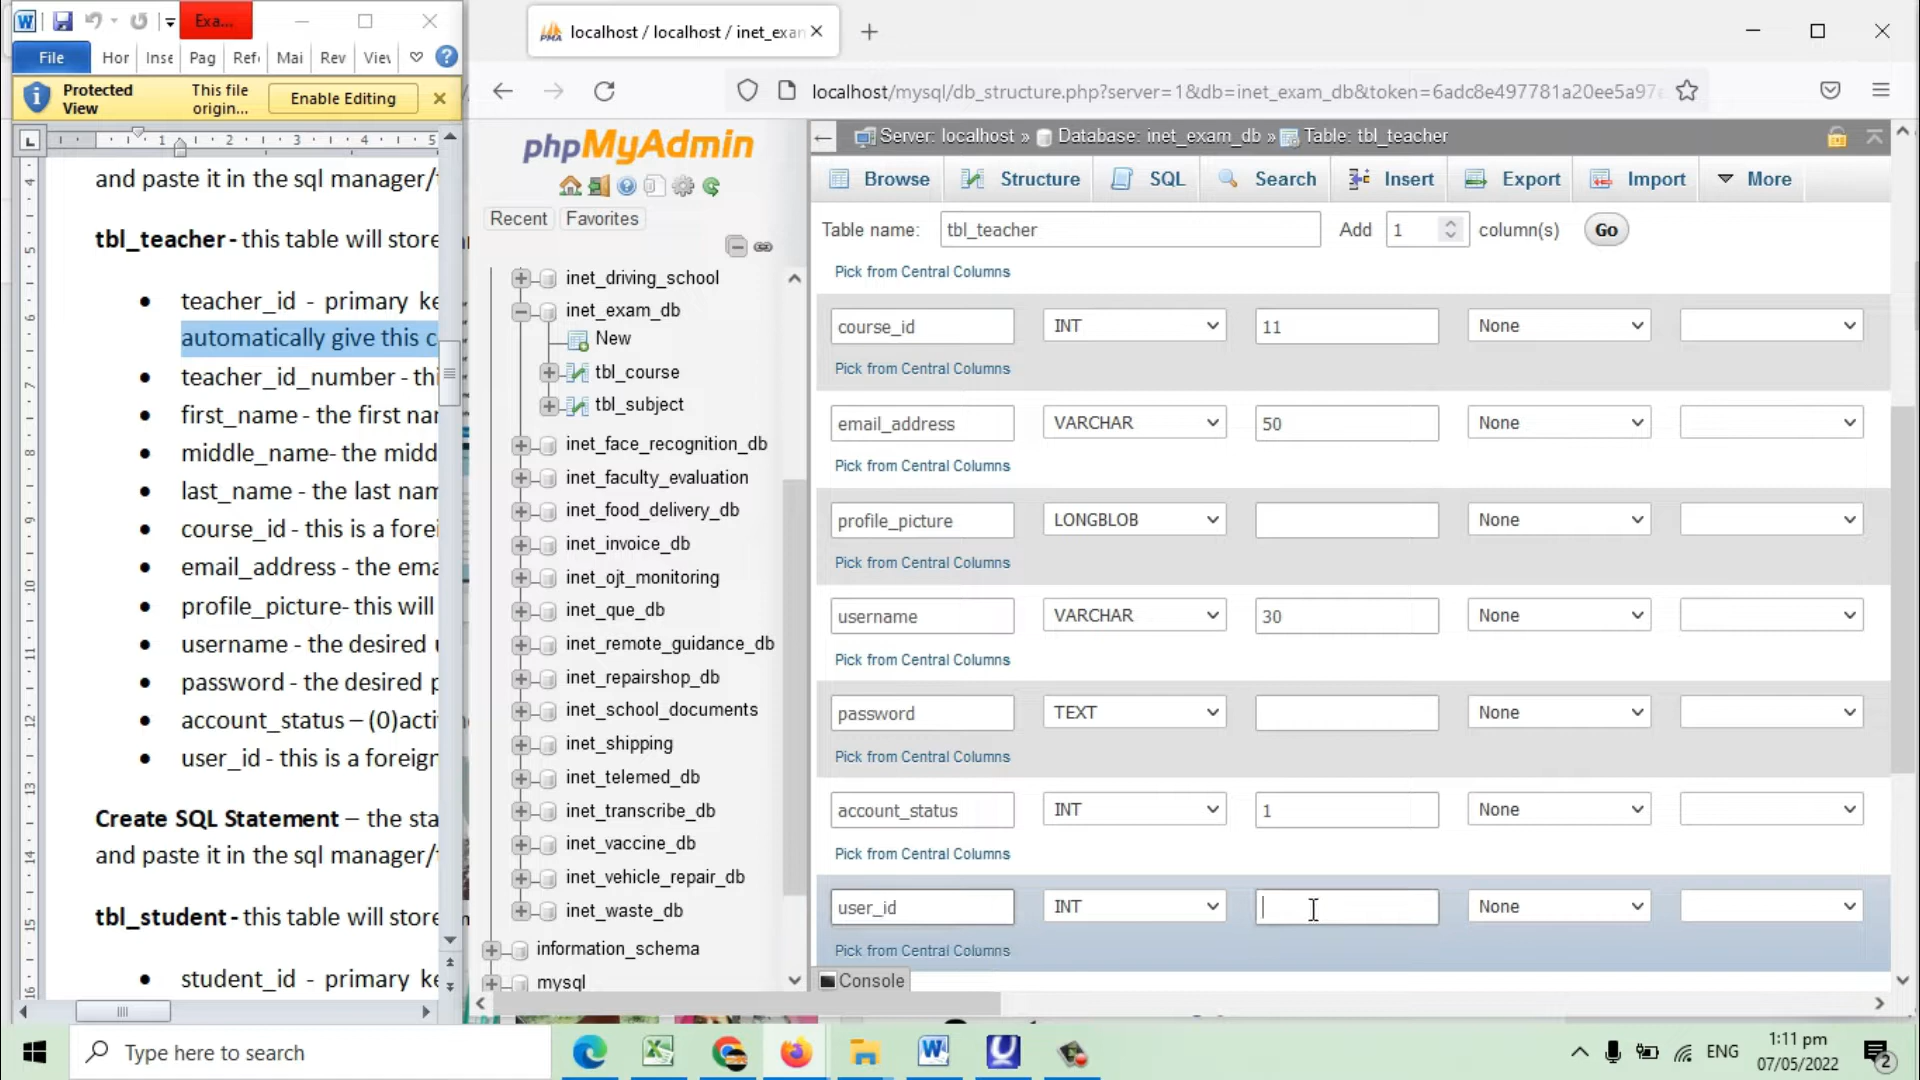 Exa...
File
Hor
Inse
Pag
Refe
Mai
Rev
View
Protected View
This file origin...
Enable Editing
1 2 3 4 5
and paste it in the sql manager/
tbl_teacher - this table will store
teacher_id - primary ke
automatically give this c
teacher_id_number - thi
first_name - the first nar
middle_name- the midd
last_name - the last nam
course_id - this is a forei
email_address - the ema
profile_picture- this will
username - the desired u
password - the desired p
account_status – (0)acti
user_id - this is a foreign
Create SQL Statement – the sta
and paste it in the sql manager/
tbl_student - this table will store
student_id - primary ke
localhost / localhost / inet_exan
localhost/mysql/db_structure.php?server=1&db=inet_exam_db&token=6adc8e497781a20ee5a97
phpMyAdmin
Recent
Favorites
inet_driving_school
inet_exam_db
New
tbl_course
tbl_subject
inet_face_recognition_db
inet_faculty_evaluation
inet_food_delivery_db
inet_invoice_db
inet_ojt_monitoring
inet_que_db
inet_remote_guidance_db
inet_repairshop_db
inet_school_documents
inet_shipping
inet_telemed_db
inet_transcribe_db
inet_vaccine_db
inet_vehicle_repair_db
inet_waste_db
information_schema
mysql
Server: localhost » Database: inet_exam_db » Table: tbl_teacher
Browse Structure SQL Search Insert Export Import More
Table name: tbl_teacher Add 1 column(s) Go
Pick from Central Columns
course_id INT 11 None
Pick from Central Columns
email_address VARCHAR 50 None
Pick from Central Columns
profile_picture LONGBLOB None
Pick from Central Columns
username VARCHAR 30 None
Pick from Central Columns
password TEXT None
Pick from Central Columns
account_status INT 1 None
Pick from Central Columns
user_id INT None
Pick from Central Columns
Console
Type here to search
ENG
1:11 pm
07/05/2022
2